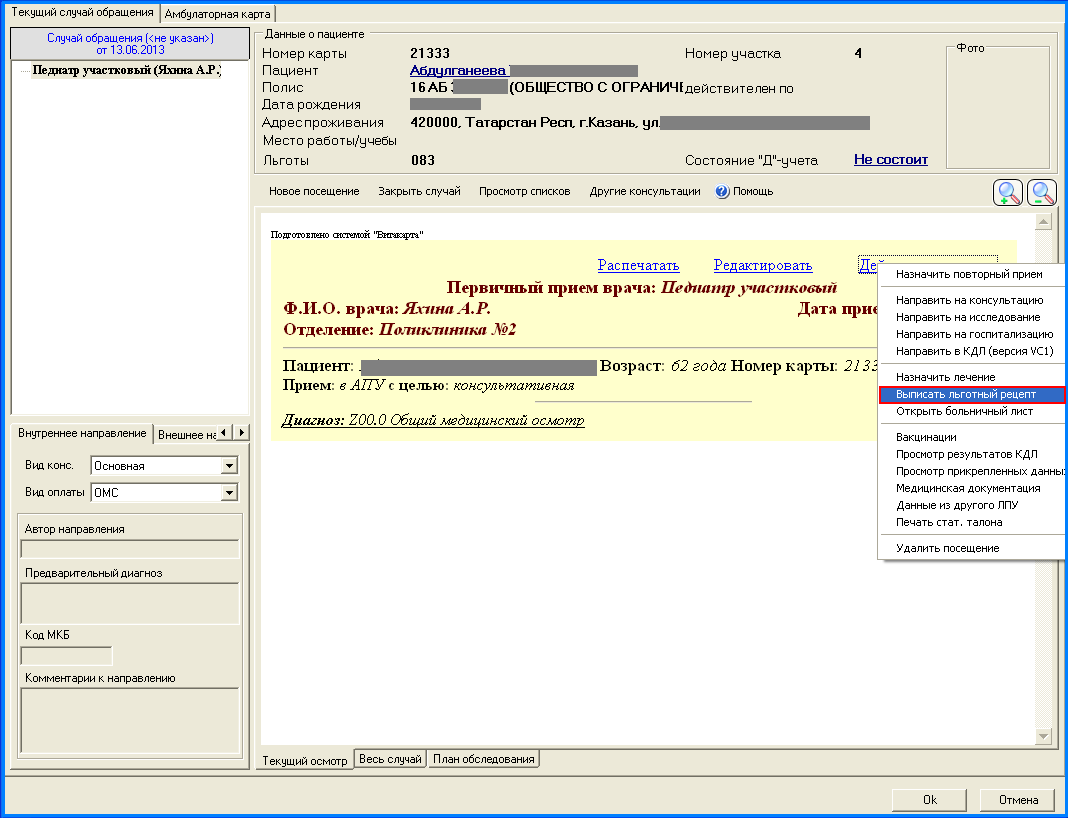 Текущий случай обращения
Амбулаторная карта
Случай обращения (<не указан>)
от 13.06.2013
Педиатр участковый (Яхина А.Р.)
Данные о пациенте
Номер карты 21333 Номер участка 4
Пациент Абдулганеева
Полис 16 АБ (ОБЩЕСТВО С ОГРАНИЧЕ действителен по
Дата рождения
Адрес проживания 420000, Татарстан Респ, г.Казань, ул.
Место работы/учебы
Льготы 083 Состояние "Д"-учета Не состоит
Фото
Новое посещение Закрыть случай Просмотр списков Другие консультации Помощь
Подготовлено системой "Витакарта"
Распечатать Редактировать Дей
Первичный прием врача: Педиатр участковый
Ф.И.О. врача: Яхина А.Р. Дата прие
Отделение: Поликлиника №2
Пациент: Возраст: 62 года Номер карты: 2133
Прием: в АПУ с целью: консультативная
Диагноз: Z00.0 Общий медицинский осмотр
Назначить повторный прием
Направить на консультацию
Направить на исследование
Направить на госпитализацию
Направить в КДЛ (версия VC1)
Назначить лечение
Выписать льготный рецепт
Открыть больничный лист
Вакцинации
Просмотр результатов КДЛ
Просмотр прикрепленных данны
Медицинская документация
Данные из другого ЛПУ
Печать стат. талона
Удалить посещение
Внутреннее направление Внешнее на
Вид конс. Основная
Вид оплаты ОМС
Автор направления
Предварительный диагноз
Код МКБ
Комментарии к направлению
Текущий осмотр Весь случай План обследования
Ok Отмена